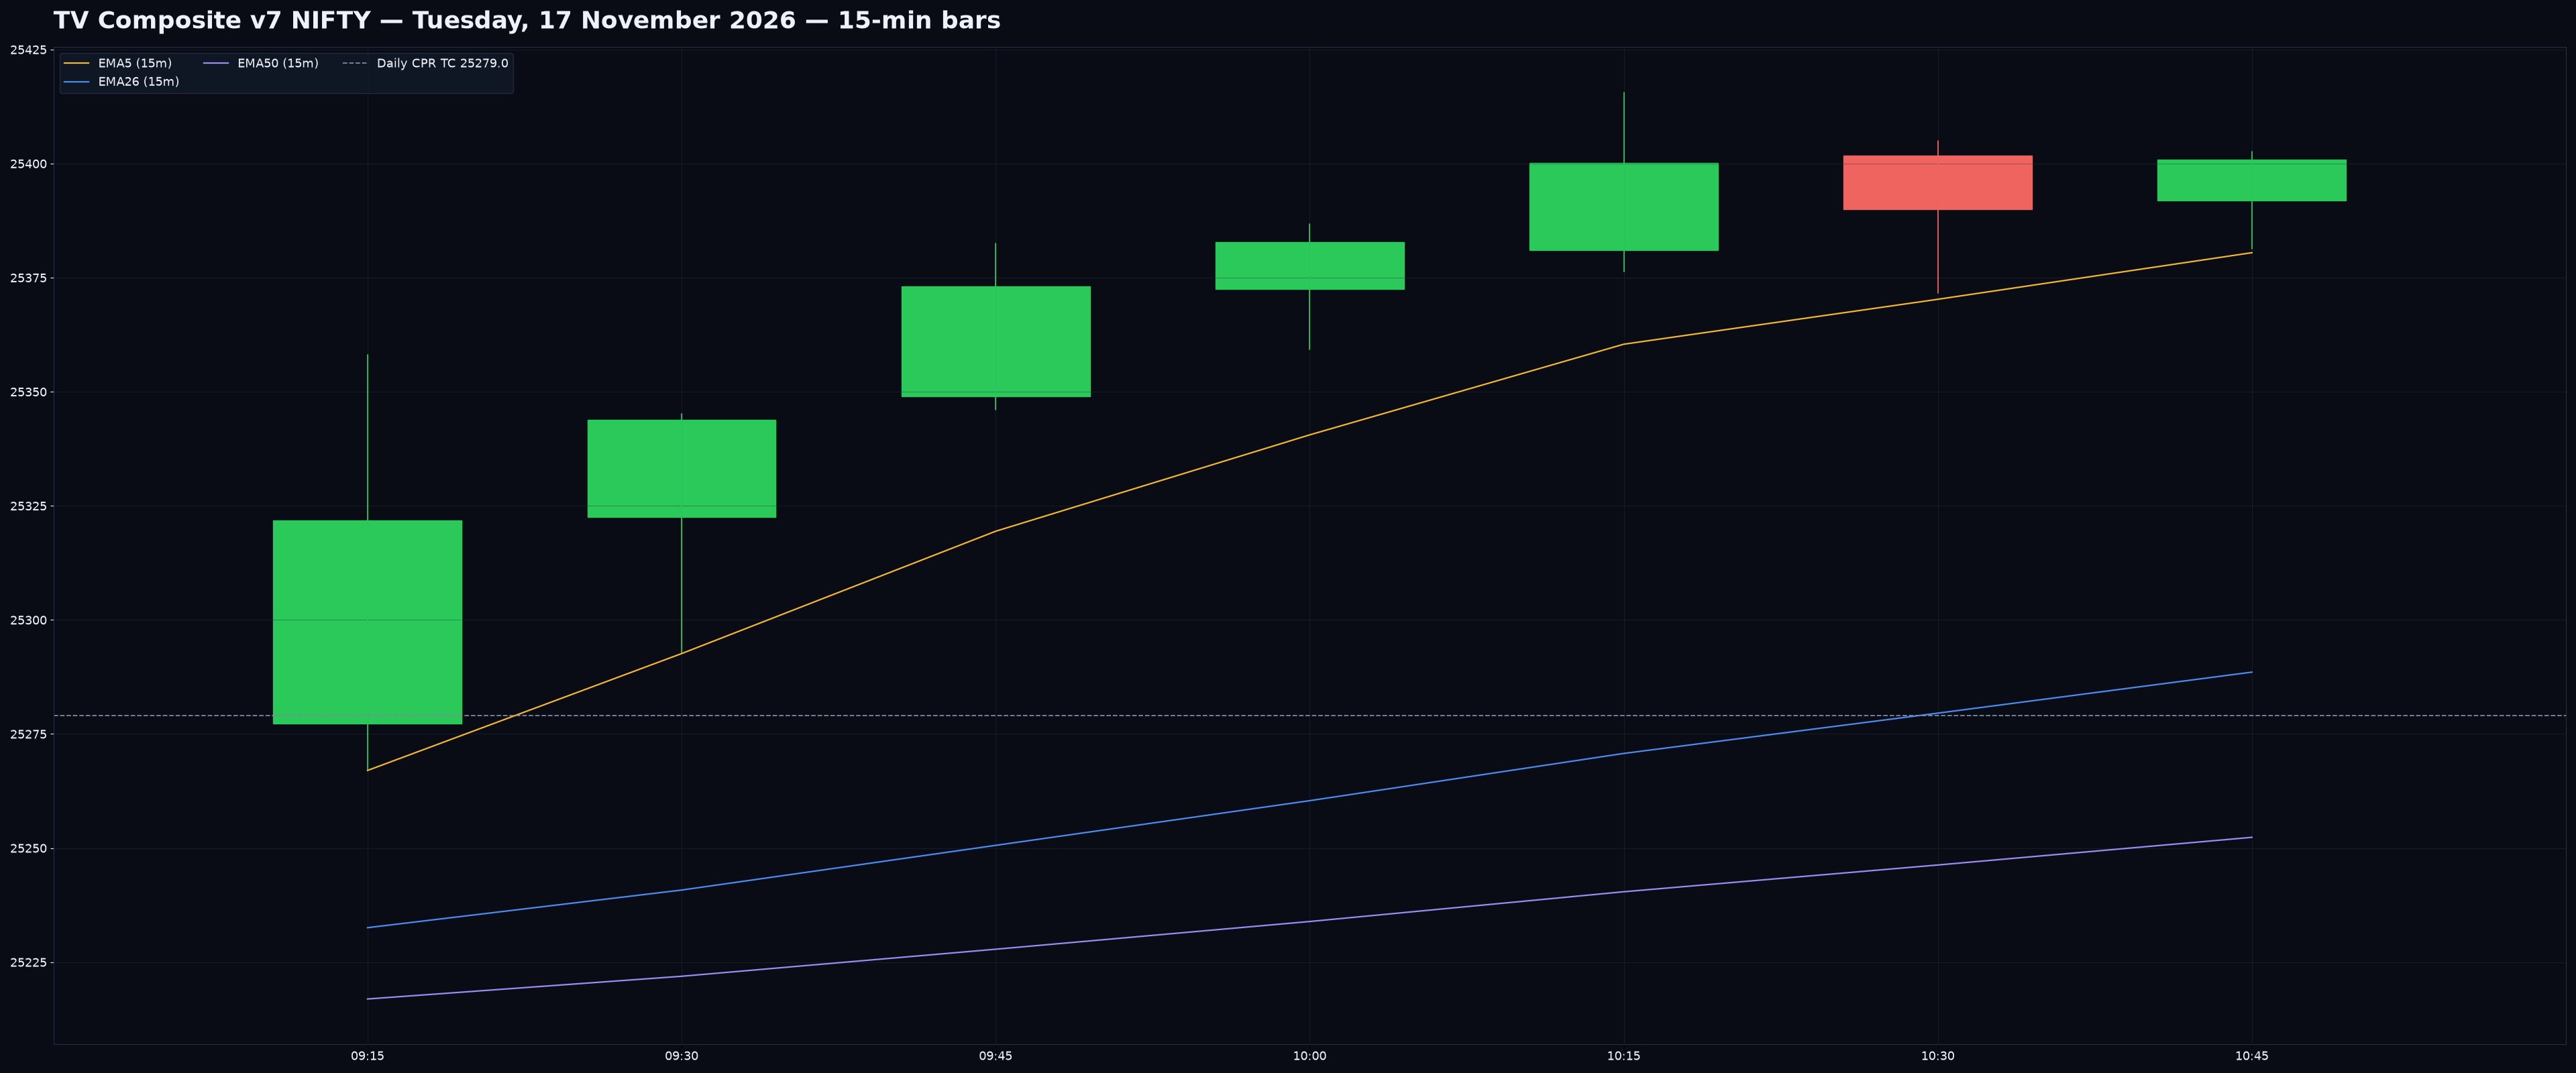 TV Composite v7 NIFTY — Tuesday, 17 November 2026 — 15-min bars
EMA5 (15m)
EMA26 (15m)
EMA50 (15m)
Daily CPR TC 25279.0
25425
25400
25375
25350
25325
25300
25275
25250
25225
09:15 09:30 09:45 10:00 10:15 10:30 10:45